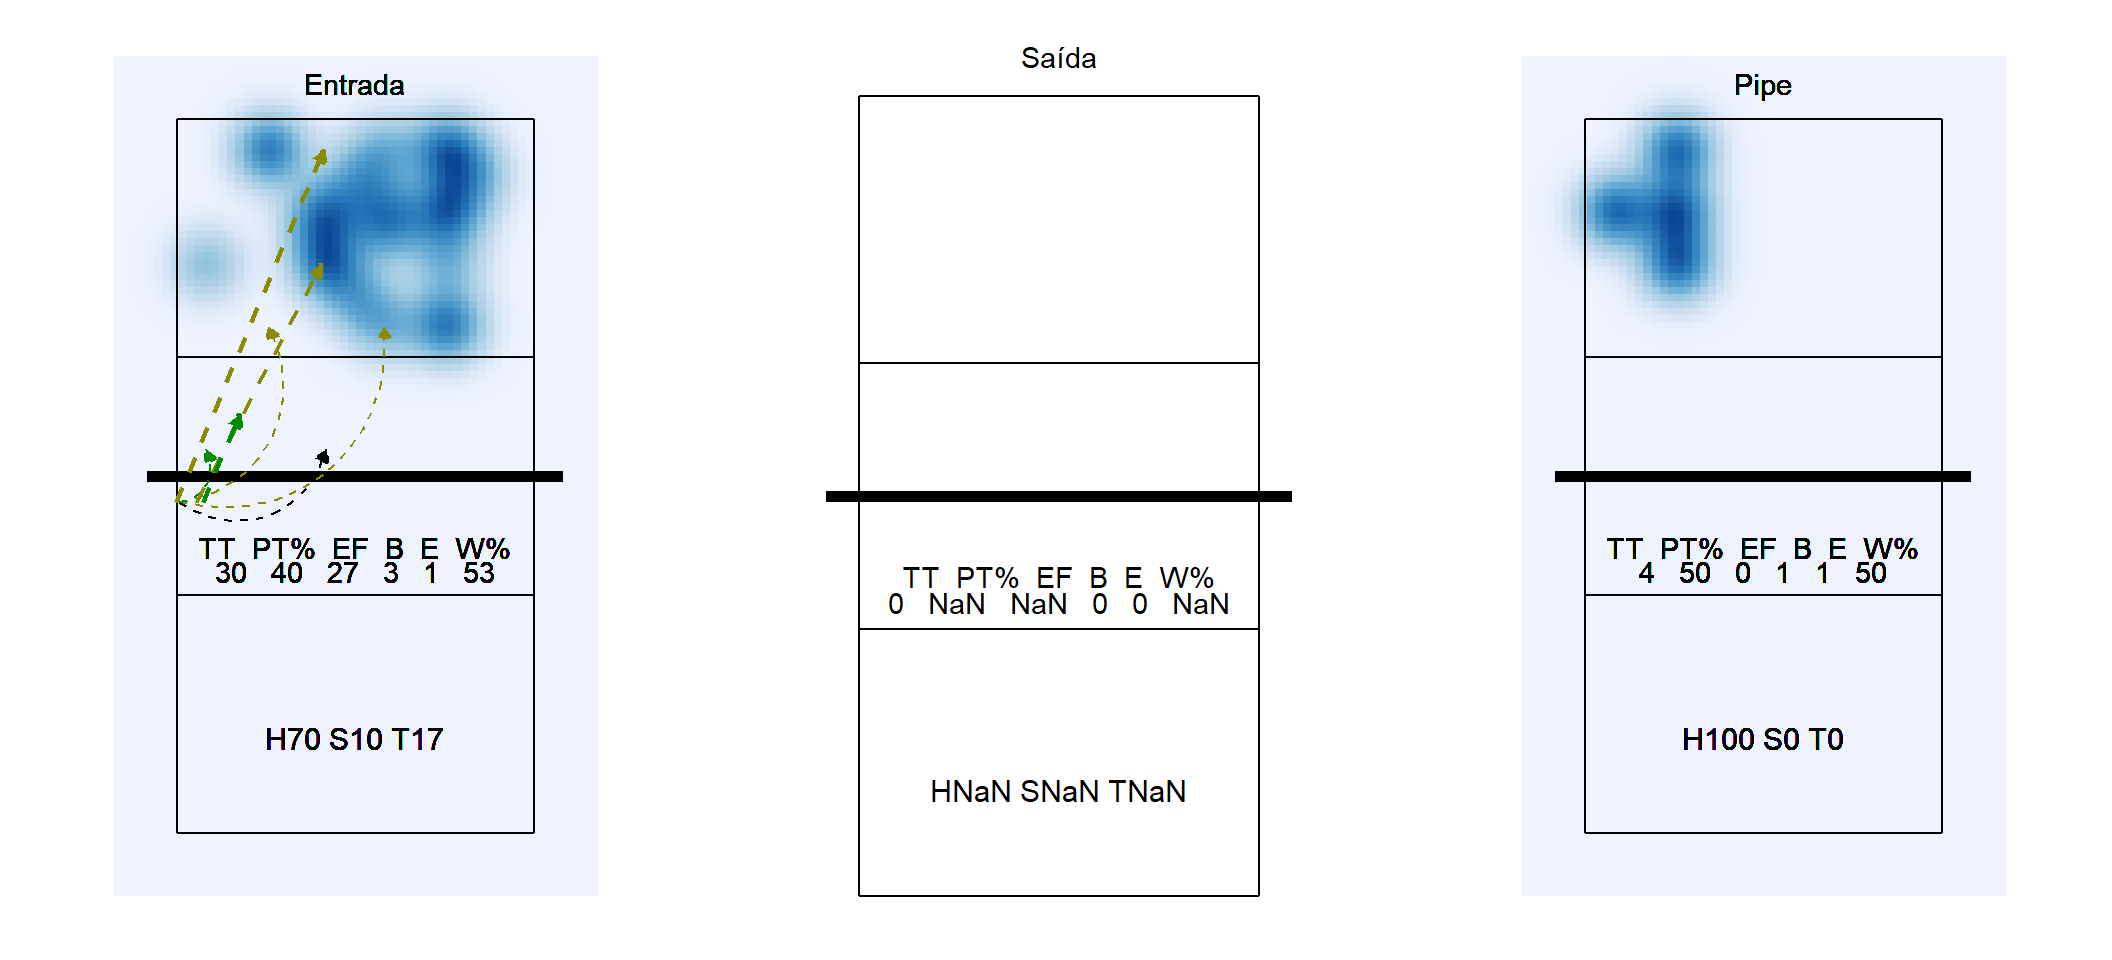 Entrada
TT PT% EF B E W%
30 40 27 3 1 53
H70 S10 T17
Saída
TT PT% EF B E W%
0 NaN NaN 0 0 NaN
HNaN SNaN TNaN
Pipe
TT PT% EF B E W%
4 50 0 1 1 50
H100 S0 T0